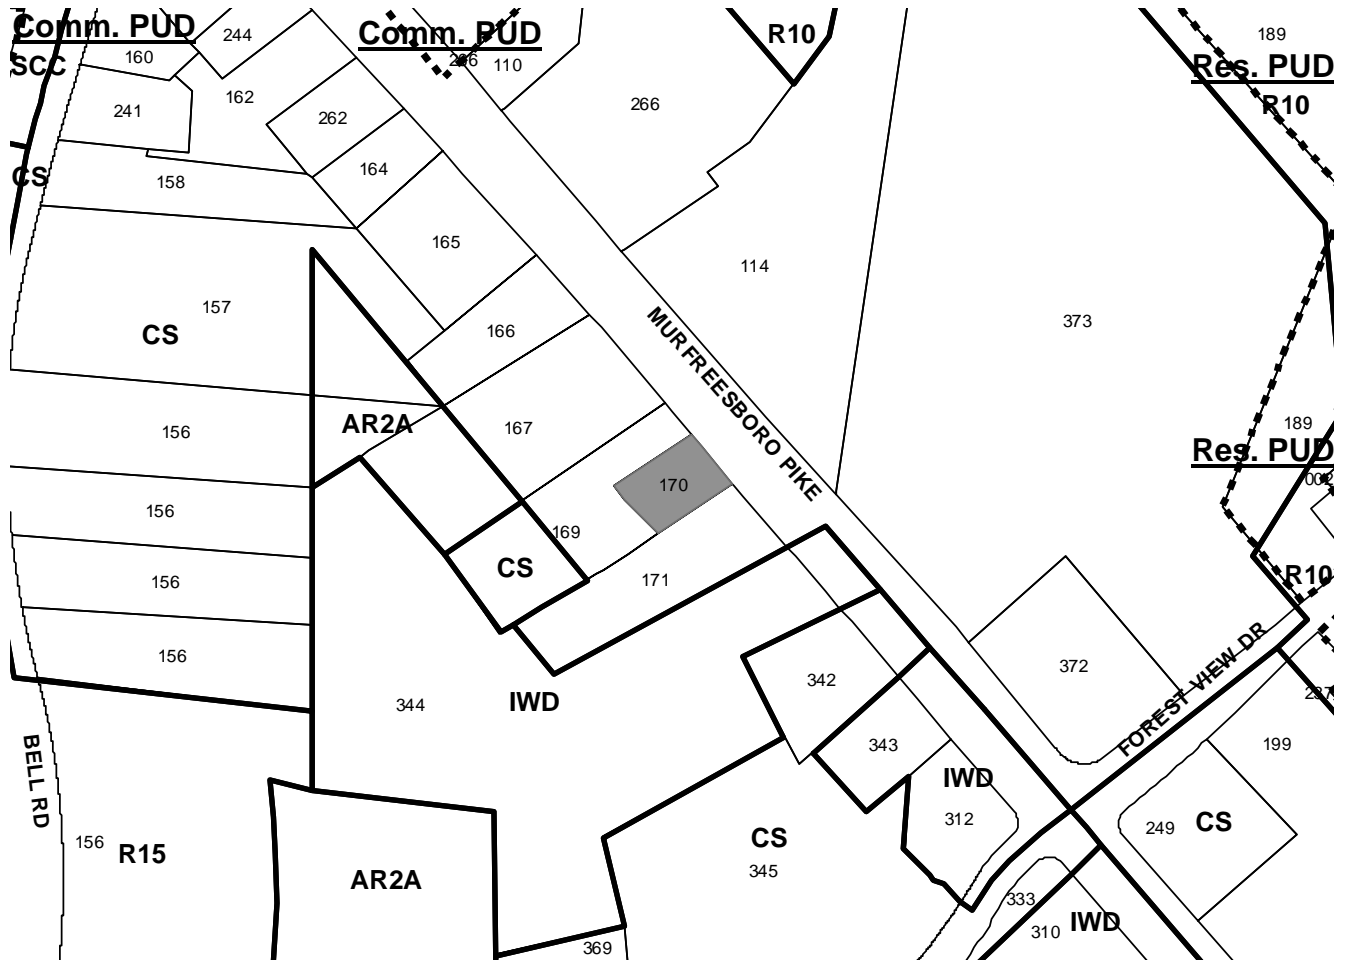 Comm. PUD
244
Comm. PUD
R10
189
160
SCC
110
Res. PUD
162
241
262
266
R10
164
158
CS
165
114
157
CS
166
MURFREESBORO PIKE
373
AR2A
167
156
189
Res. PUD
170
156
169
CS
171
R10
156
156
372
FOREST VIEW DR
342
344
IWD
343
199
BELL RD
IWD
312
CS
249
CS
345
156
R15
AR2A
333
310
IWD
369